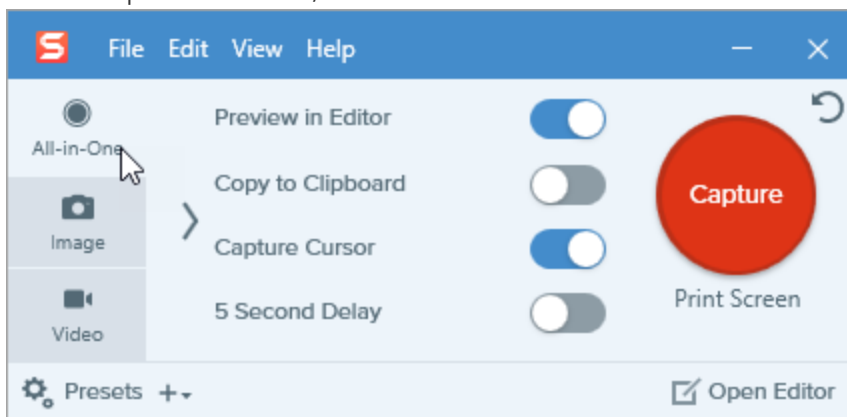 S File Edit View Help
All-in-One
Preview in Editor
Copy to Clipboard
Capture
Image
Capture Cursor
Print Screen
Video
5 Second Delay
Presets
Open Editor